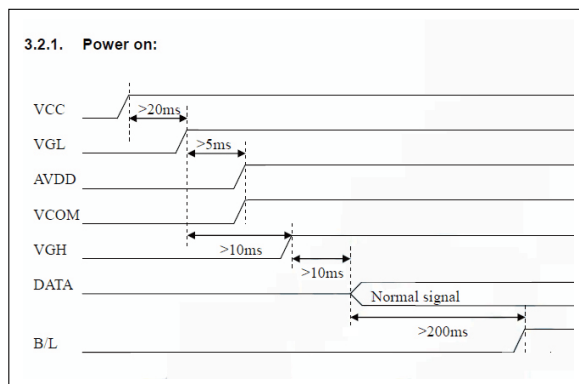 3.2.1. Power on:
VCC
>20ms
VGL
>5ms
AVDD
VCOM
VGH
>10ms
>10ms
DATA
Normal signal
>200ms
B/L